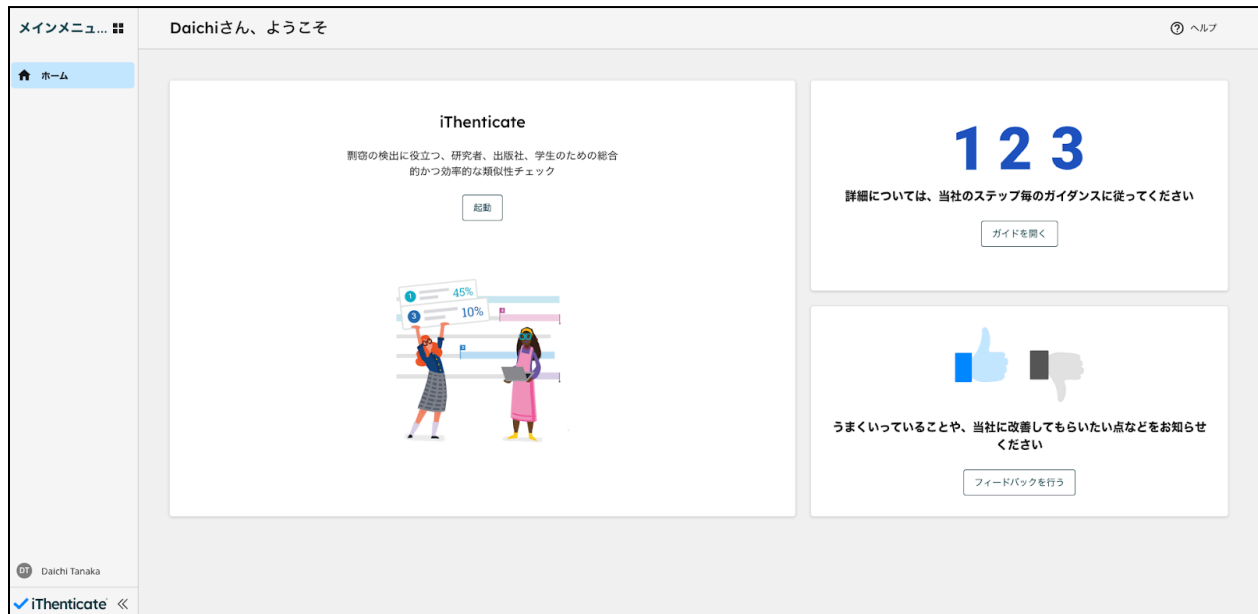 メインメニュ...
Daichiさん、ようこそ
ヘルプ
ホーム
iThenticate
剽窃の検出に役立つ、研究者、出版社、学生のための総合
的かつ効率的な類似性チェック
起動
1 45%
3 10%
1 2 3
詳細については、当社のステップ毎のガイダンスに従ってください
ガイドを開く
うまくいっていることや、当社に改善してもらいたい点などをお知らせ
ください
フィードバックを行う
DT Daichi Tanaka
iThenticate